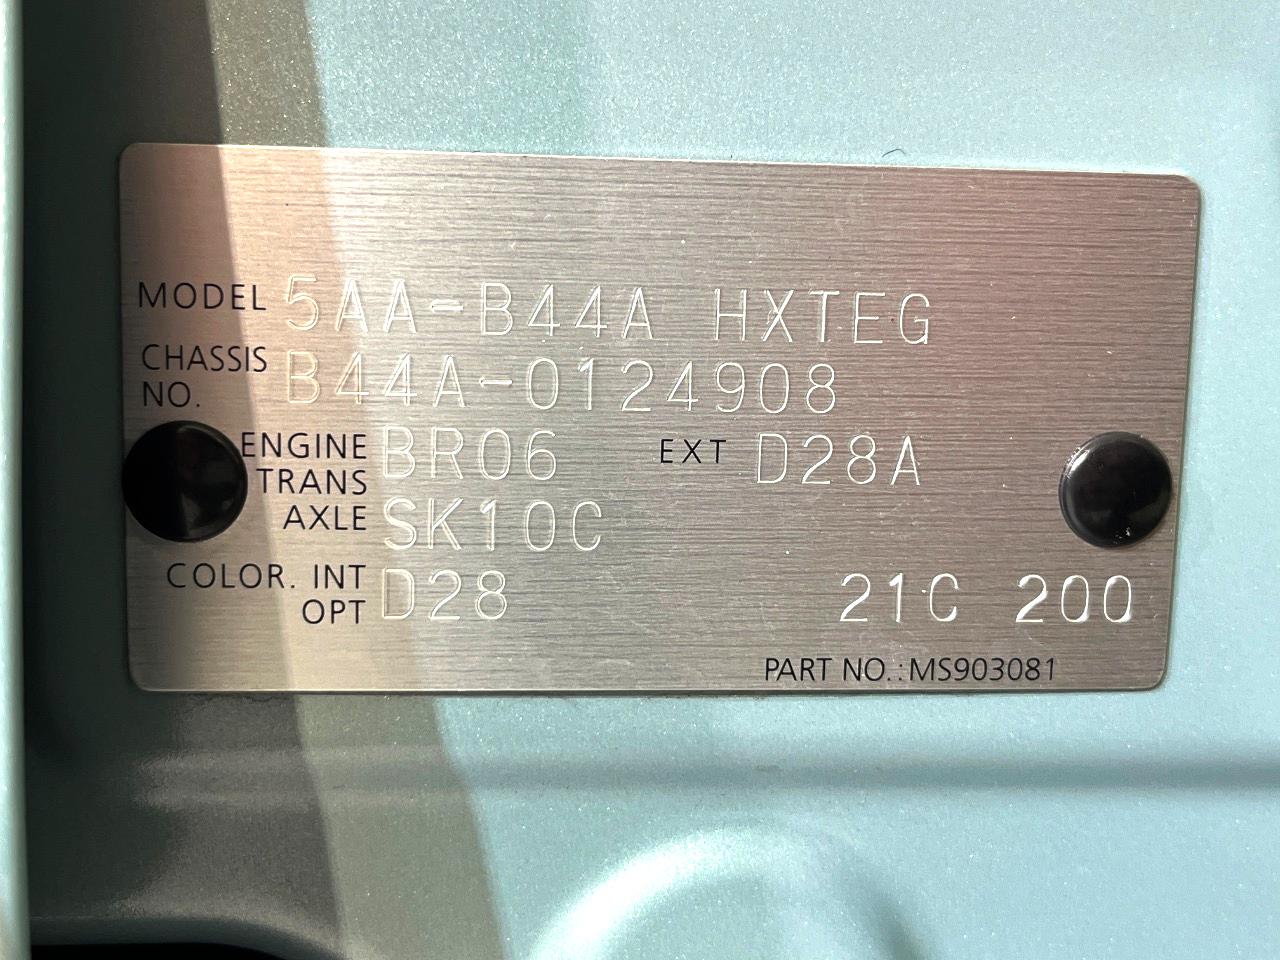 MODEL 5AA-B44A HXTEG
CHASSIS NO. B44A-0124908
ENGINE BR06 EXT D28A
TRANS
AXLE SK10C
COLOR. INT D28
OPT 21C 200
PART NO.:MS903081